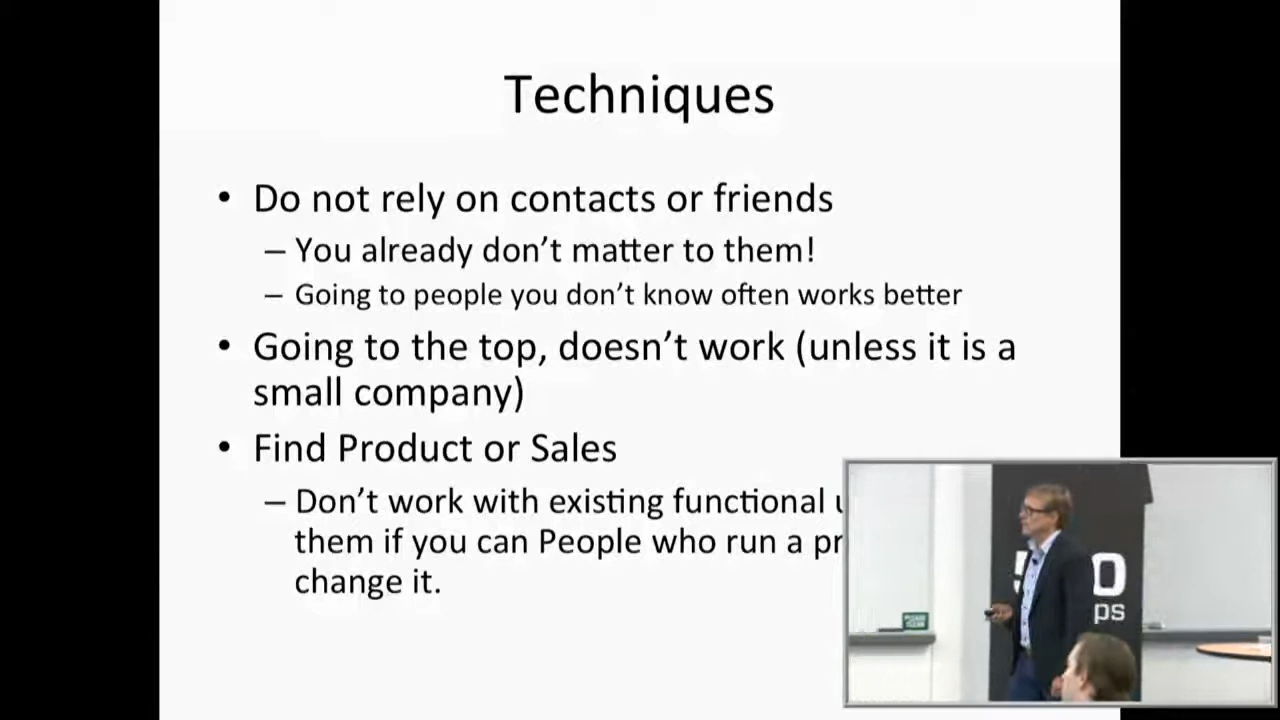 Techniques
• Do not rely on contacts or friends
– You already don't matter to them!
– Going to people you don't know often works better
• Going to the top, doesn't work (unless it is a
small company)
• Find Product or Sales
– Don't work with existing functional
them if you can People who run a
change it.
PLEASE
ps